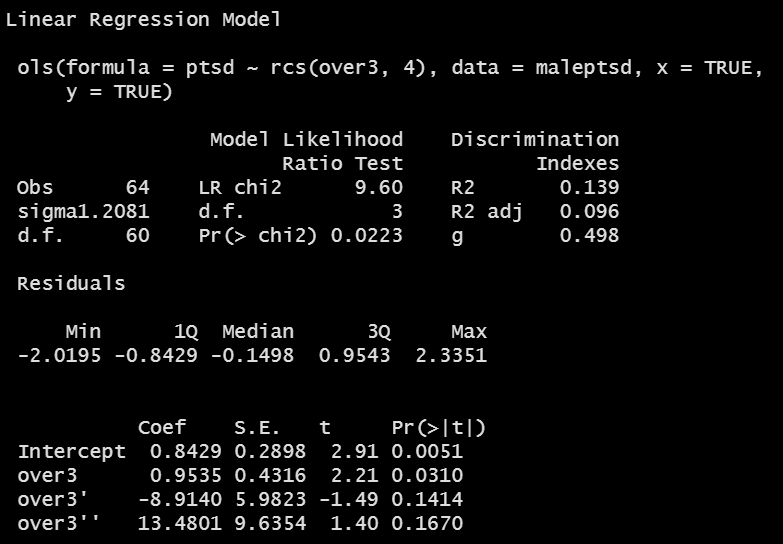 Linear Regression Model
ols(formula = ptsd ~ rcs(over3, 4), data = maleptsd, x = TRUE,
y = TRUE)
Model Likelihood Discrimination
Ratio Test Indexes
Obs 64 LR chi2 9.60 R2 0.139
sigma1.2081 d.f. 3 R2 adj 0.096
d.f. 60 Pr(> chi2) 0.0223 g 0.498
Residuals
Min 1Q Median 3Q Max
-2.0195 -0.8429 -0.1498 0.9543 2.3351
Coef S.E. t Pr(>|t|)
Intercept 0.8429 0.2898 2.91 0.0051
over3 0.9535 0.4316 2.21 0.0310
over3' -8.9140 5.9823 -1.49 0.1414
over3'' 13.4801 9.6354 1.40 0.1670